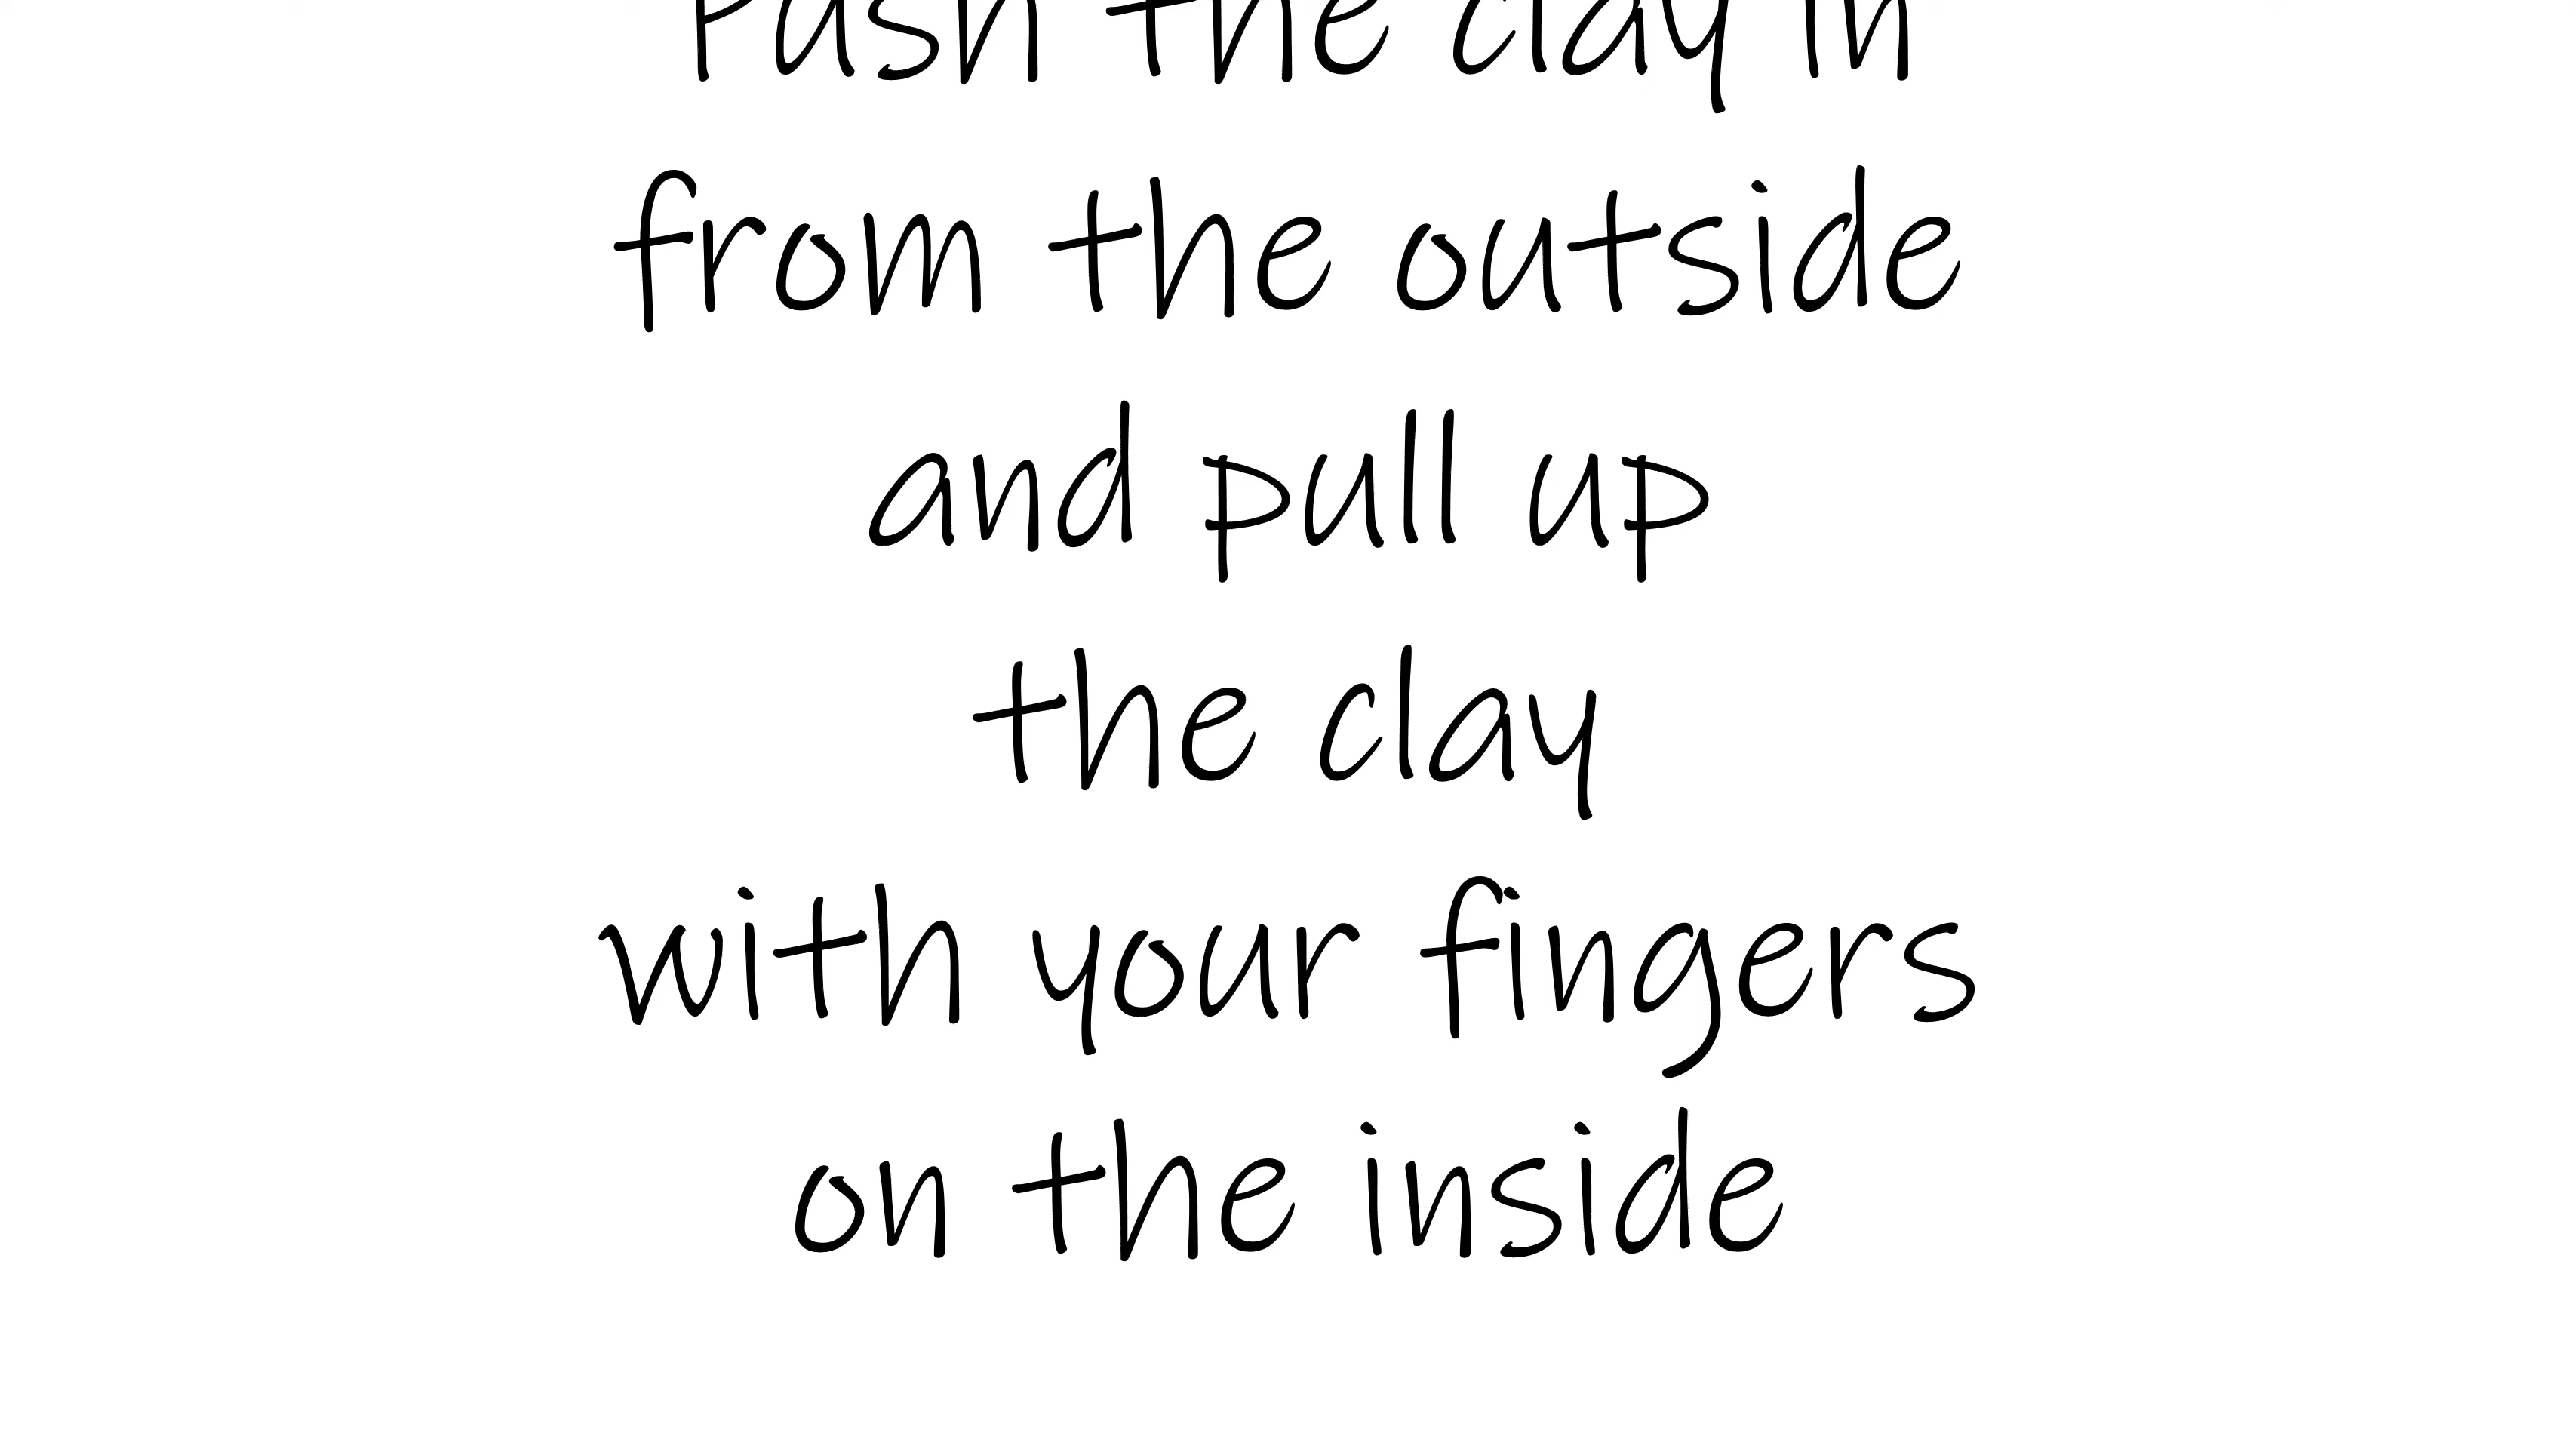 Push the clay in
from the outside
and pull up
the clay
with your fingers
on the inside